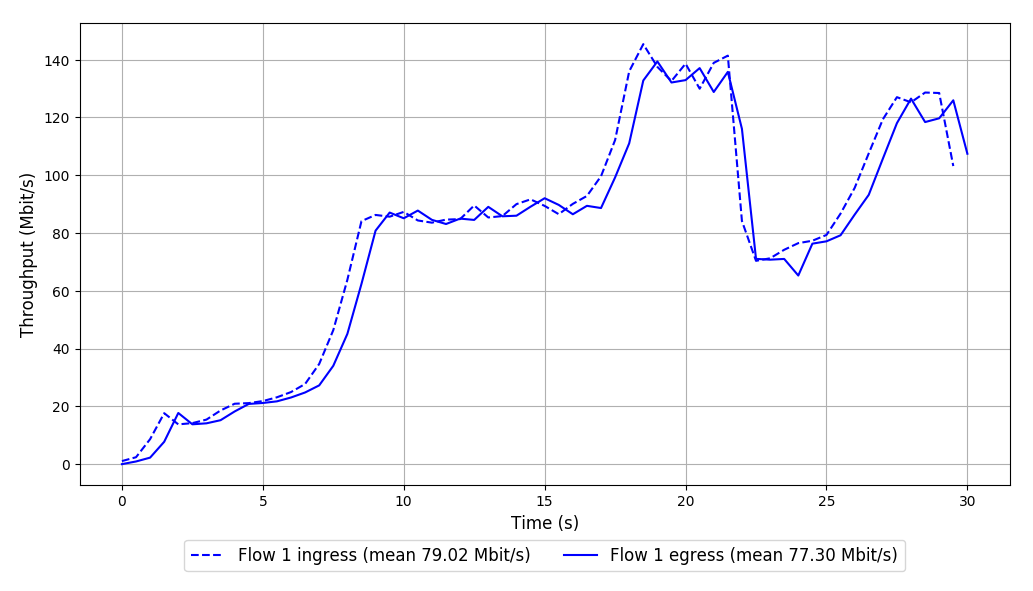 Throughput (Mbit/s)
140
120
100
80
60
40
20
0
0 5 10 15 20 25 30
Time (s)
Flow 1 ingress (mean 79.02 Mbit/s) Flow 1 egress (mean 77.30 Mbit/s)